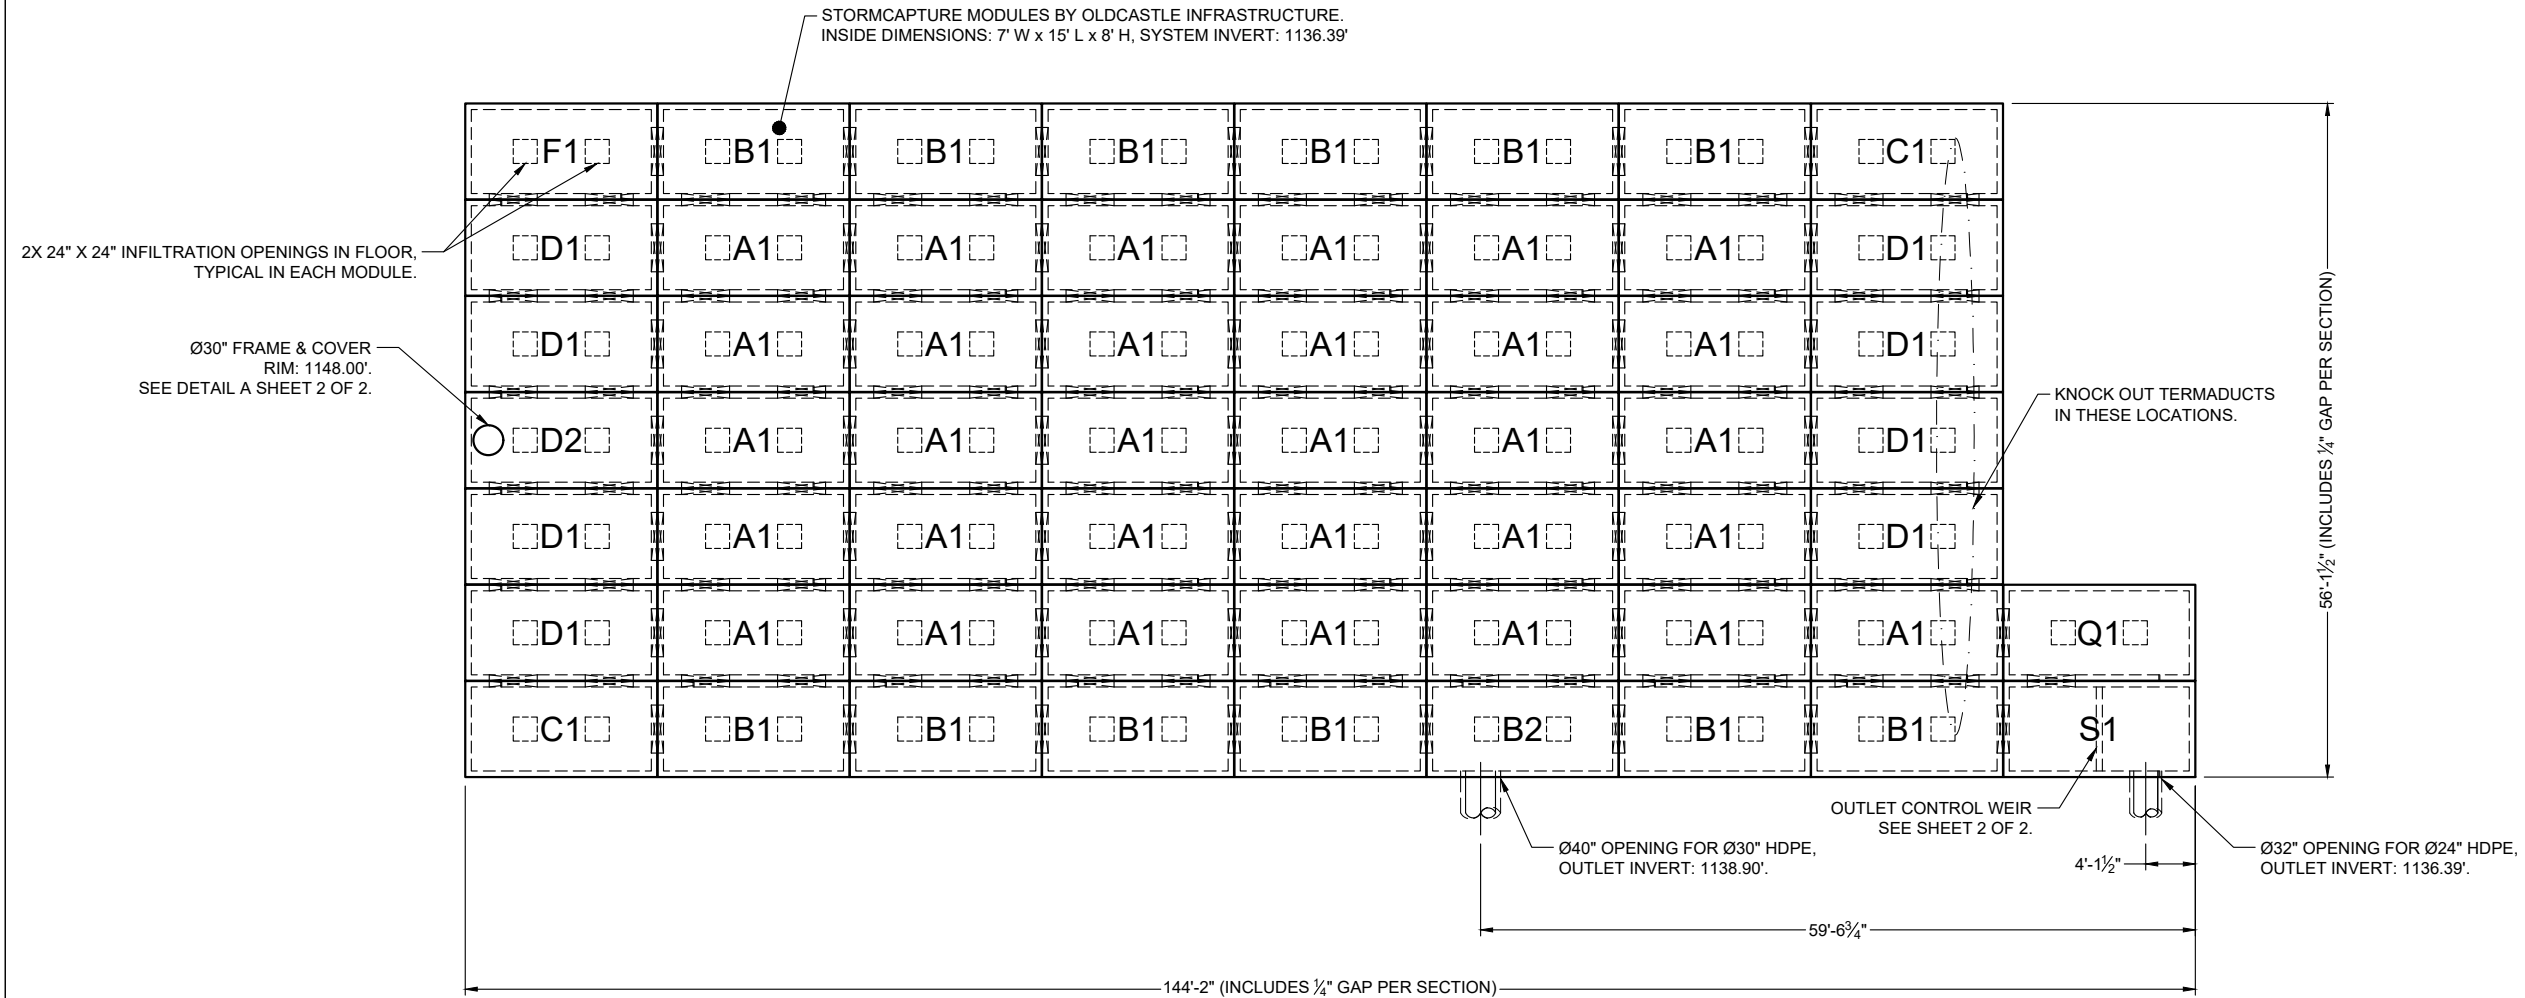 STORMCAPTURE MODULES BY OLDCASTLE INFRASTRUCTURE.
INSIDE DIMENSIONS: 7' W x 15' L x 8' H, SYSTEM INVERT: 1136.39'
F1 B1 B1 B1 B1 B1 B1 C1
D1 A1 A1 A1 A1 A1 A1 D1
2X 24" X 24" INFILTRATION OPENINGS IN FLOOR,
TYPICAL IN EACH MODULE.
D1 A1 A1 A1 A1 A1 A1 D1
Ø30" FRAME & COVER
RIM: 1148.00'.
SEE DETAIL A SHEET 2 OF 2.
KNOCK OUT TERMADUCTS
IN THESE LOCATIONS.
56'-1½" (INCLUDES ¼" GAP PER SECTION)
D2 A1 A1 A1 A1 A1 A1 D1
D1 A1 A1 A1 A1 A1 A1 D1
D1 A1 A1 A1 A1 A1 A1 A1 Q1
C1 B1 B1 B1 B1 B2 B1 B1 S1
OUTLET CONTROL WEIR
SEE SHEET 2 OF 2.
Ø40" OPENING FOR Ø30" HDPE,
OUTLET INVERT: 1138.90'.
4'-1½"
Ø32" OPENING FOR Ø24" HDPE,
OUTLET INVERT: 1136.39'.
59'-6¾"
144'-2" (INCLUDES ¼" GAP PER SECTION)